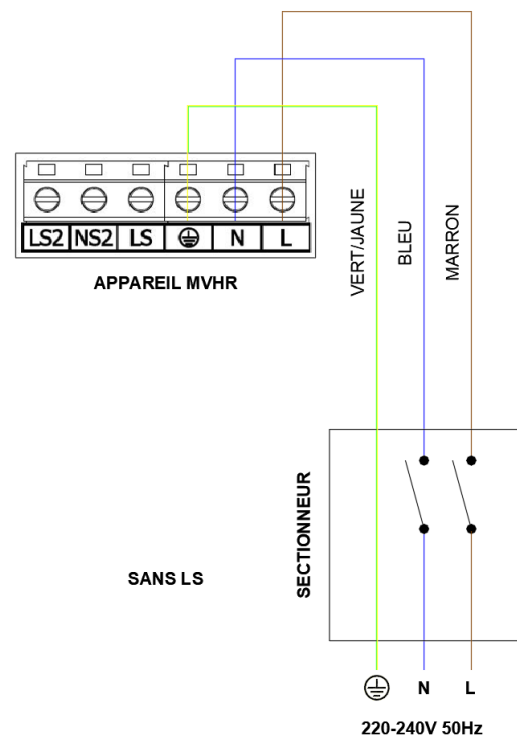 LS2 NS2 LS N L
APPAREIL MVHR
VERT/JAUNE
BLEU
MARRON
SECTIONNEUR
SANS LS
N L
220-240V 50Hz